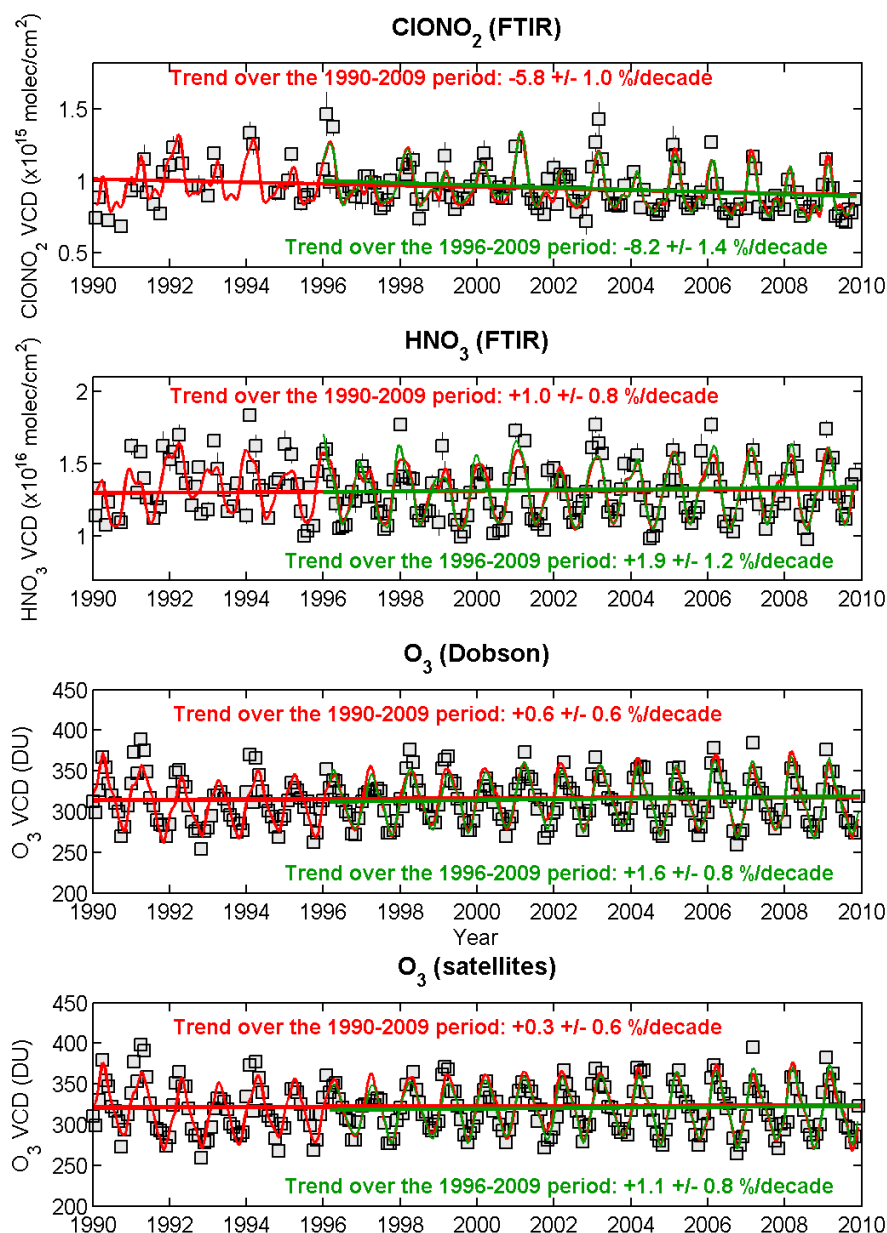 ClONO2 (FTIR)
ClONO2 VCD (x10^15 molec/cm^2)
Trend over the 1990-2009 period: -5.8 +/- 1.0 %/decade
1.5
1
0.5
Trend over the 1996-2009 period: -8.2 +/- 1.4 %/decade
1990 1992 1994 1996 1998 2000 2002 2004 2006 2008 2010
HNO3 (FTIR)
HNO3 VCD (x10^16 molec/cm^2)
2
Trend over the 1990-2009 period: +1.0 +/- 0.8 %/decade
1.5
1
Trend over the 1996-2009 period: +1.9 +/- 1.2 %/decade
1990 1992 1994 1996 1998 2000 2002 2004 2006 2008 2010
O3 (Dobson)
O3 VCD (DU)
450
Trend over the 1990-2009 period: +0.6 +/- 0.6 %/decade
400
350
300
250
Trend over the 1996-2009 period: +1.6 +/- 0.8 %/decade
200
1990 1992 1994 1996 1998 2000 2002 2004 2006 2008 2010
Year
O3 (satellites)
O3 VCD (DU)
450
Trend over the 1990-2009 period: +0.3 +/- 0.6 %/decade
400
350
300
250
Trend over the 1996-2009 period: +1.1 +/- 0.8 %/decade
200
1990 1992 1994 1996 1998 2000 2002 2004 2006 2008 2010